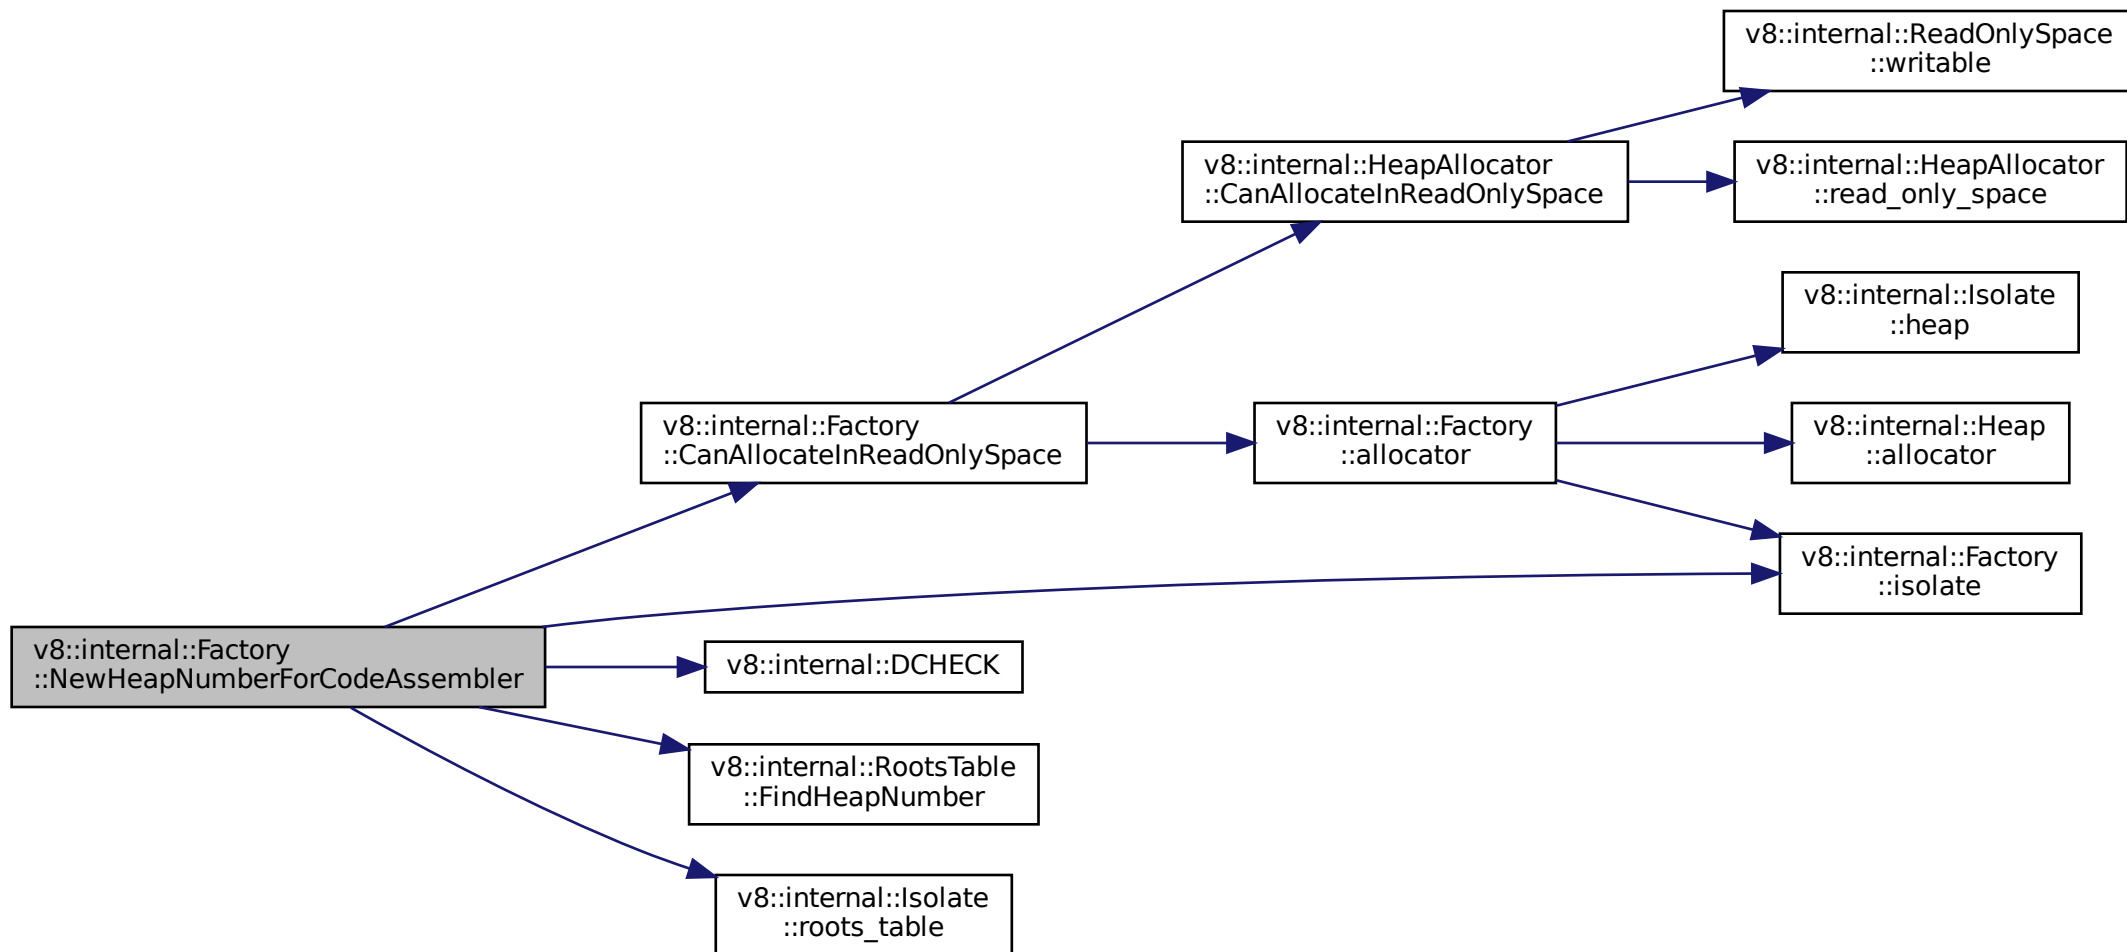 v8::internal::ReadOnlySpace
::writable
v8::internal::HeapAllocator
::CanAllocateInReadOnlySpace
v8::internal::HeapAllocator
::read_only_space
v8::internal::Isolate
::heap
v8::internal::Factory
::CanAllocateInReadOnlySpace
v8::internal::Factory
::allocator
v8::internal::Heap
::allocator
v8::internal::Factory
::isolate
v8::internal::Factory
::NewHeapNumberForCodeAssembler
v8::internal::DCHECK
v8::internal::RootsTable
::FindHeapNumber
v8::internal::Isolate
::roots_table